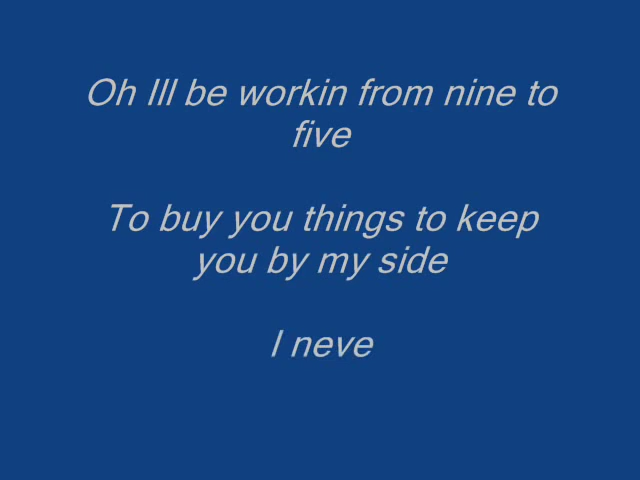 Oh Ill be workin from nine to
five
To buy you things to keep
you by my side
I neve